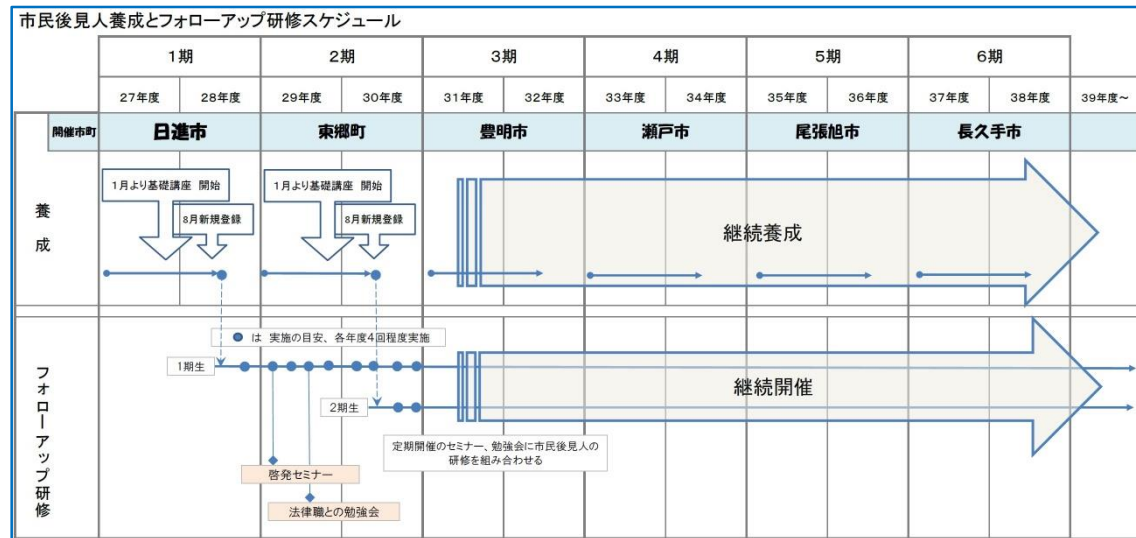 市民後見人養成とフォローアップ研修スケジュール
1期 2期 3期 4期 5期 6期
27年度 28年度 29年度 30年度 31年度 32年度 33年度 34年度 35年度 36年度 37年度 38年度 39年度～
開催市町 日進市 東郷町 豊明市 瀬戸市 尾張旭市 長久手市
養成
1月より基礎講座 開始 1月より基礎講座 開始
8月新規登録 8月新規登録
継続養成
フォローアップ研修
● は 実施の目安、各年度4回程度実施
1期生
継続開催
2期生
定期開催のセミナー、勉強会に市民後見人の
研修を組み合わせる
啓発セミナー
法律職との勉強会